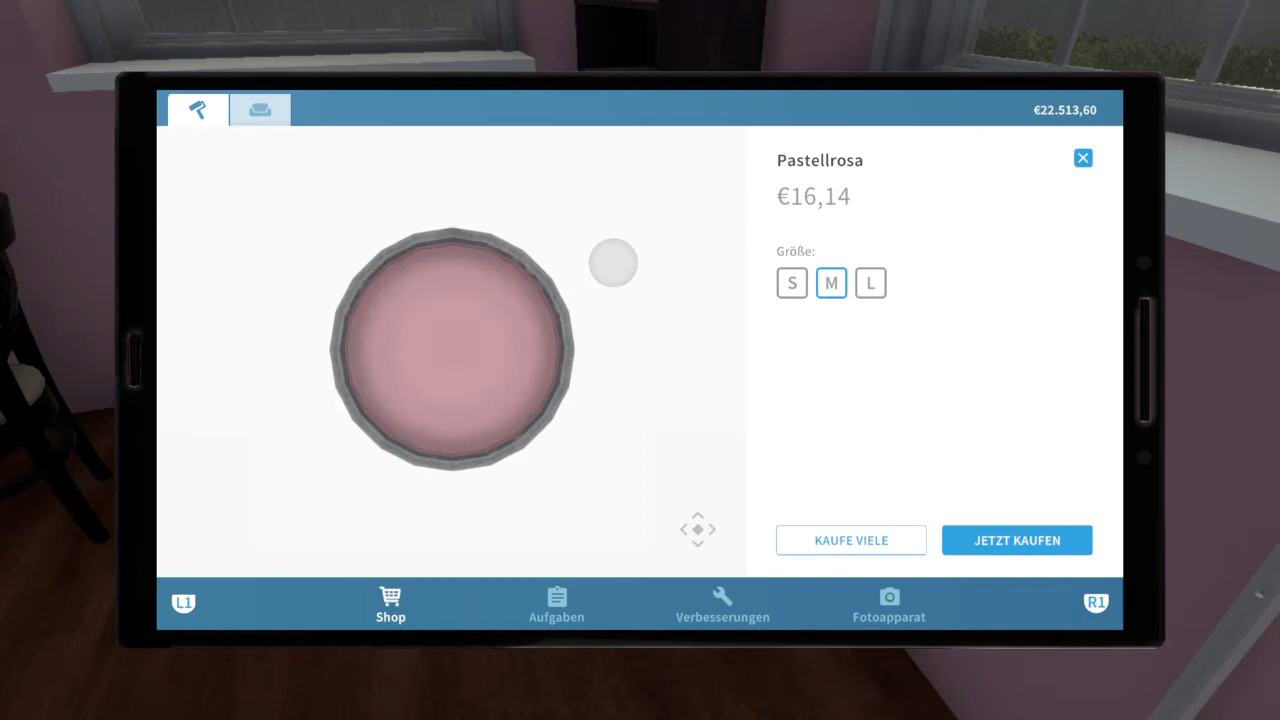 €22.513,60
Pastellrosa
€16,14
Größe:
S M L
KAUFE VIELE JETZT KAUFEN
L1 Shop Aufgaben Verbesserungen Fotoapparat R1